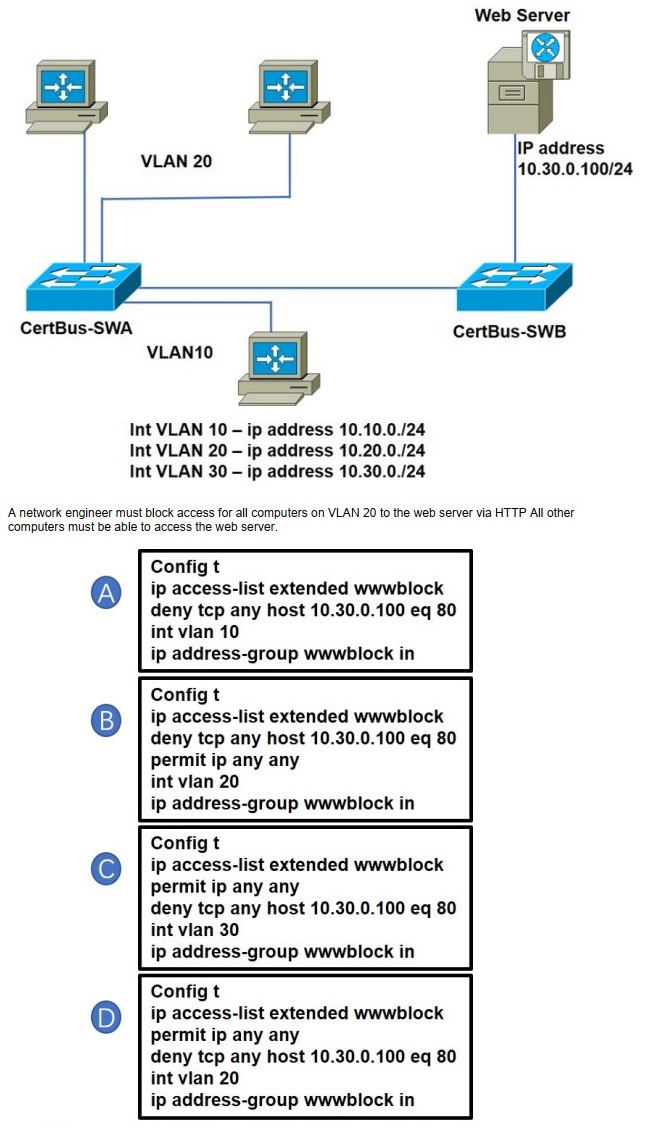 Web Server
VLAN 20
IP address
10.30.0.100/24
CertBus-SWA
CertBus-SWB
VLAN10
Int VLAN 10 – ip address 10.10.0./24
Int VLAN 20 – ip address 10.20.0./24
Int VLAN 30 – ip address 10.30.0./24
A network engineer must block access for all computers on VLAN 20 to the web server via HTTP All other
computers must be able to access the web server.
A
Config t
ip access-list extended wwwblock
deny tcp any host 10.30.0.100 eq 80
int vlan 10
ip address-group wwwblock in
B
Config t
ip access-list extended wwwblock
deny tcp any host 10.30.0.100 eq 80
permit ip any any
int vlan 20
ip address-group wwwblock in
C
Config t
ip access-list extended wwwblock
permit ip any any
deny tcp any host 10.30.0.100 eq 80
int vlan 30
ip address-group wwwblock in
D
Config t
ip access-list extended wwwblock
permit ip any any
deny tcp any host 10.30.0.100 eq 80
int vlan 20
ip address-group wwwblock in